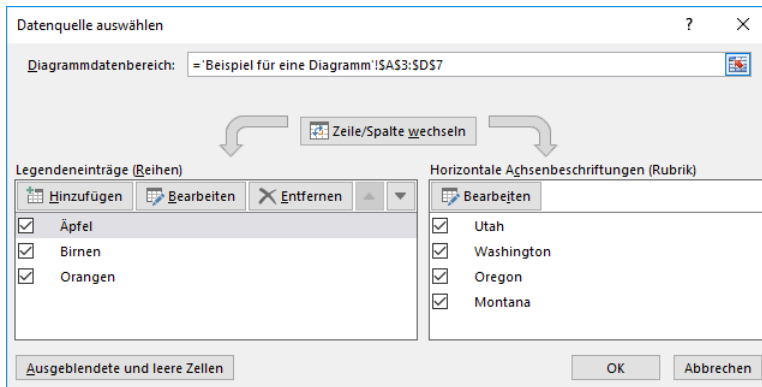 Datenquelle auswählen
Diagrammdatenbereich: ='Beispiel für eine Diagramm'!$A$3:$D$7
Zeile/Spalte wechseln
Legendeneinträge (Reihen)
Hinzufügen Bearbeiten Entfernen
Äpfel
Birnen
Orangen
Horizontale Achsenbeschriftungen (Rubrik)
Bearbeiten
Utah
Washington
Oregon
Montana
Ausgeblendete und leere Zellen
OK Abbrechen